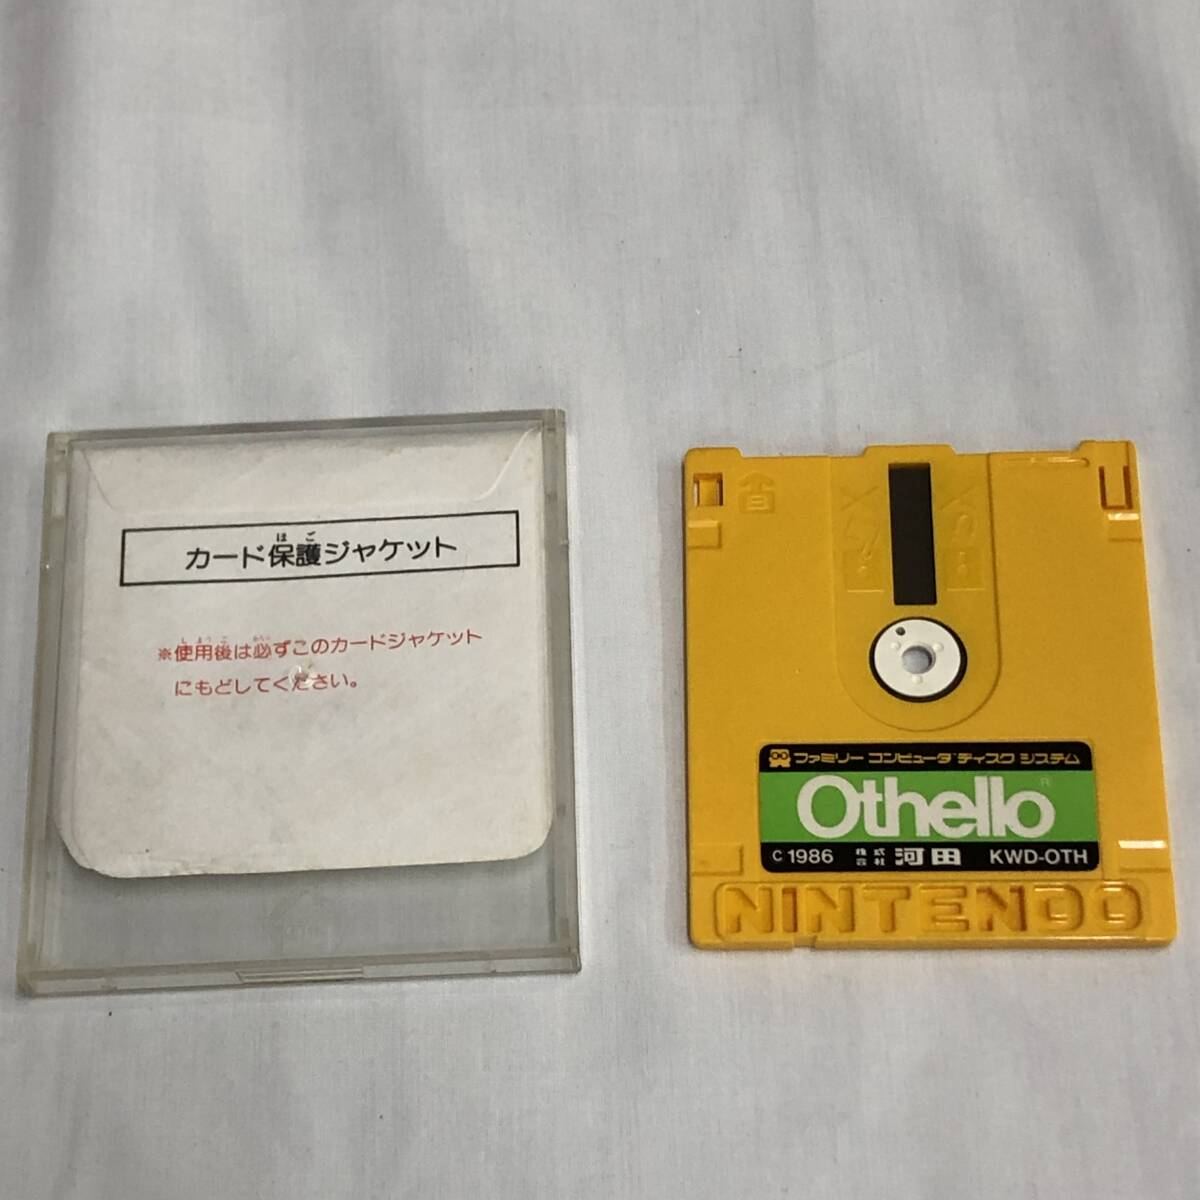 カード保護ジャケット
ほご
※使用後は必ずこのカードジャケット
にもどしてください。
A
ファミリー コンピュータ ディスク システム
Othello®
C 1986 株式会社 河田 KWD-OTH
NINTENDO